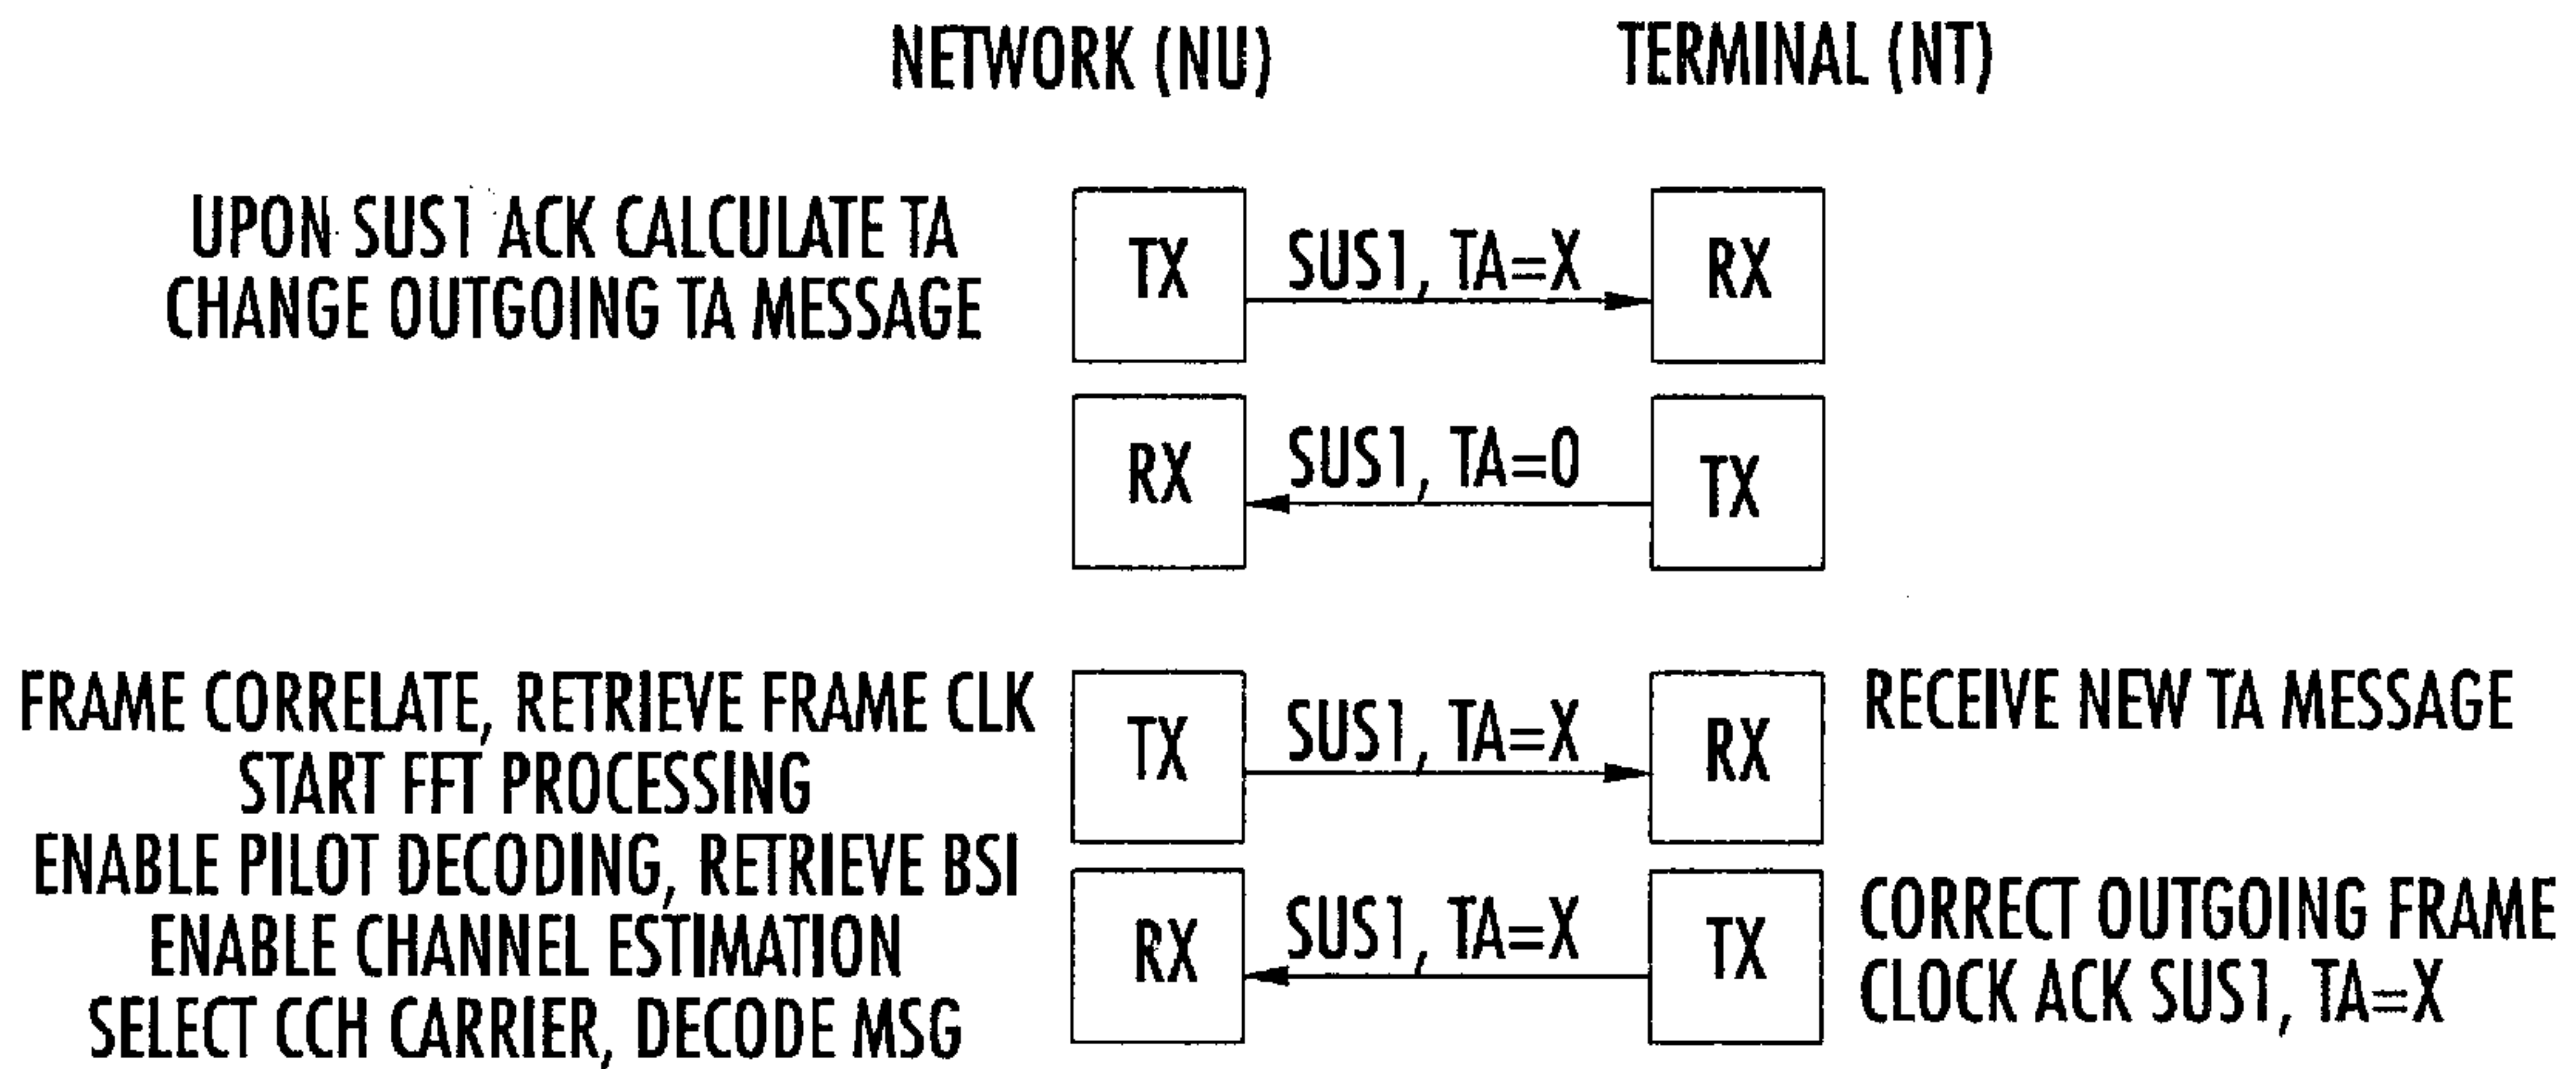 NETWORK (NU)
TERMINAL (NT)
UPON SUS1 ACK CALCULATE TA
CHANGE OUTGOING TA MESSAGE
TX
SUS1, TA=X
RX
RX
SUS1, TA=0
TX
FRAME CORRELATE, RETRIEVE FRAME CLK
START FFT PROCESSING
ENABLE PILOT DECODING, RETRIEVE BSI
ENABLE CHANNEL ESTIMATION
SELECT CCH CARRIER, DECODE MSG
TX
SUS1, TA=X
RX
RECEIVE NEW TA MESSAGE
RX
SUS1, TA=X
TX
CORRECT OUTGOING FRAME
CLOCK ACK SUS1, TA=X